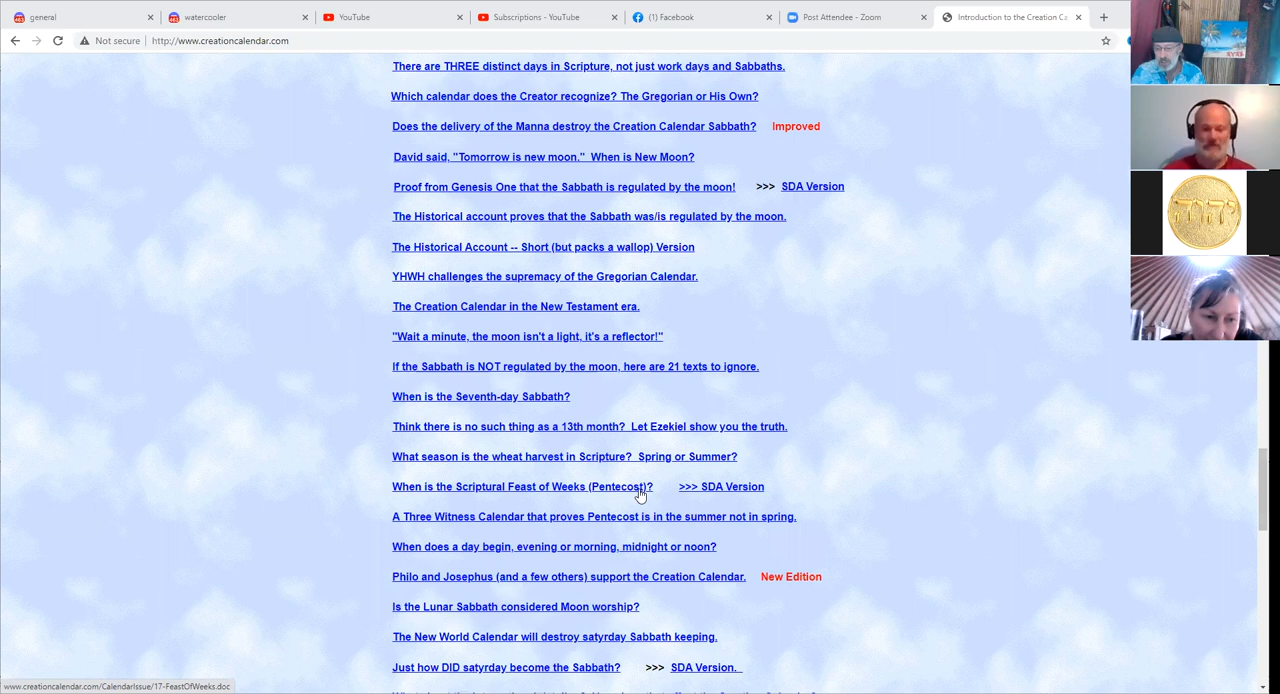 general
watercooler
YouTube
Subscriptions - YouTube
(1) Facebook
Post Attendee - Zoom
Introduction to the Creation Ca
Not secure
http://www.creationcalendar.com
There are THREE distinct days in Scripture, not just work days and Sabbaths.
Which calendar does the Creator recognize? The Gregorian or His Own?
Does the delivery of the Manna destroy the Creation Calendar Sabbath? Improved
David said, "Tomorrow is new moon." When is New Moon?
Proof from Genesis One that the Sabbath is regulated by the moon! >>> SDA Version
The Historical account proves that the Sabbath was/is regulated by the moon.
The Historical Account -- Short (but packs a wallop) Version
YHWH challenges the supremacy of the Gregorian Calendar.
The Creation Calendar in the New Testament era.
"Wait a minute, the moon isn't a light, it's a reflector!"
If the Sabbath is NOT regulated by the moon, here are 21 texts to ignore.
When is the Seventh-day Sabbath?
Think there is no such thing as a 13th month? Let Ezekiel show you the truth.
What season is the wheat harvest in Scripture? Spring or Summer?
When is the Scriptural Feast of Weeks (Pentecost)? >>> SDA Version
A Three Witness Calendar that proves Pentecost is in the summer not in spring.
When does a day begin, evening or morning, midnight or noon?
Philo and Josephus (and a few others) support the Creation Calendar. New Edition
Is the Lunar Sabbath considered Moon worship?
The New World Calendar will destroy satyrday Sabbath keeping.
Just how DID satyrday become the Sabbath? >>> SDA Version.
www.creationcalendar.com/CalendarIssue/17-FeastOfWeeks.doc
יהוה